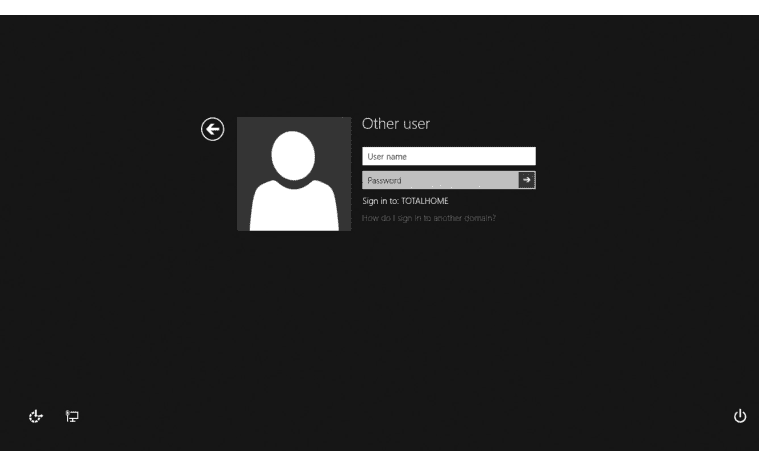 Other user
User name
Password
Sign in to: TOTALHOME
How do I sign in to another domain?